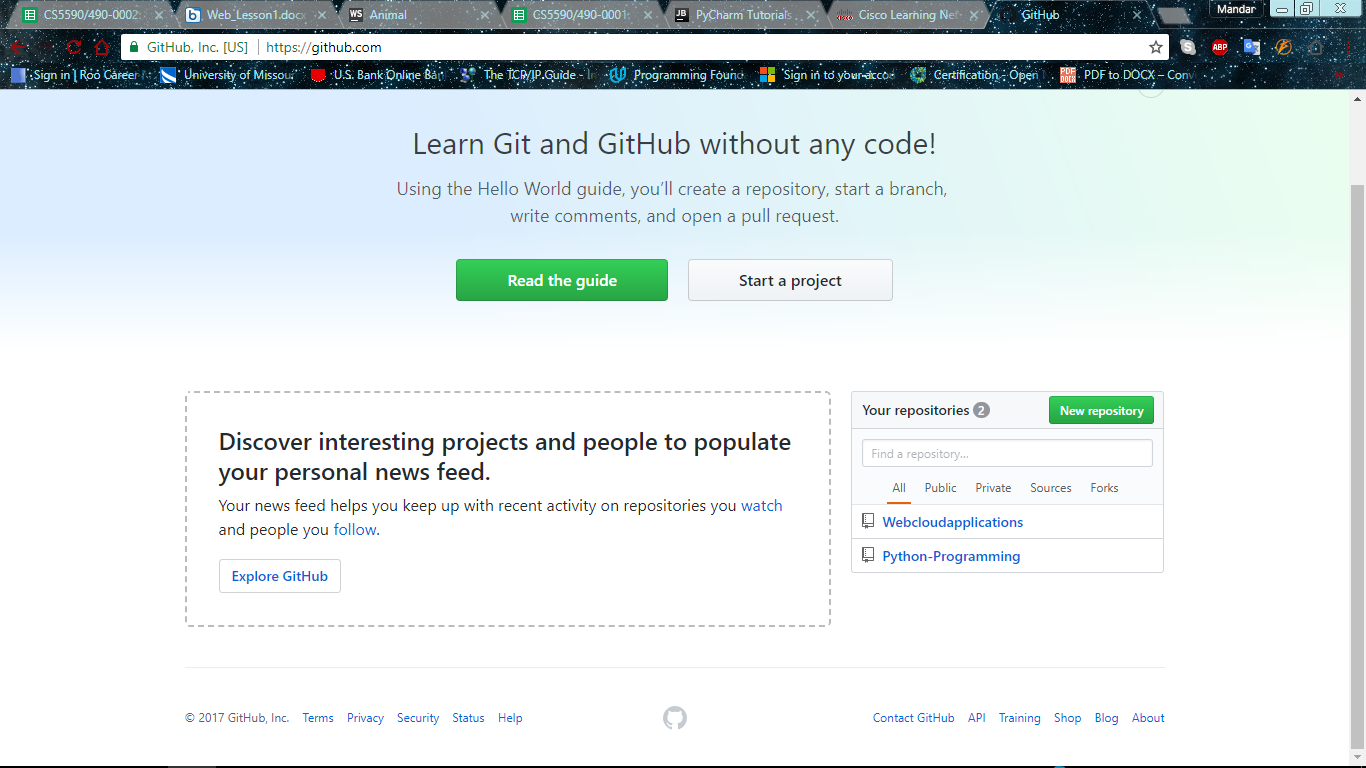 CS5590/490-0002:
Web_Lesson1.docx
WS Animal
CS5590/490-0001:
JB PyCharm Tutorials
Cisco Learning Net
GitHub
Mandar
GitHub, Inc. [US] https://github.com
ABP
Sign in | Roo Career
University of Missou
U.S. Bank Online Ban
The TCP/IP Guide - In
Programming Found
Sign in to your acco
Certification - Open
PDF to DOCX – Con
Learn Git and GitHub without any code!
Using the Hello World guide, you’ll create a repository, start a branch,
write comments, and open a pull request.
Read the guide
Start a project
Discover interesting projects and people to populate
your personal news feed.
Your news feed helps you keep up with recent activity on repositories you watch
and people you follow.
Explore GitHub
Your repositories 2
New repository
Find a repository...
All Public Private Sources Forks
Webcloudapplications
Python-Programming
© 2017 GitHub, Inc. Terms Privacy Security Status Help
Contact GitHub API Training Shop Blog About